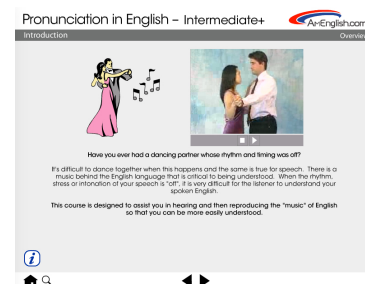 Pronunciation in English – Intermediate+
AmEnglish.com
Introduction
Overview
Have you ever had a dancing partner whose rhythm and timing was off?
It's difficult to dance together when this happens and the same is true for speech. There is a
music behind the English language that is critical to being understood. When the rhythm,
stress or intonation of your speech is "off", it is very difficult for the listener to understand your
spoken English.
This course is designed to assist you in hearing and then reproducing the "music" of English
so that you can be more easily understood.
i